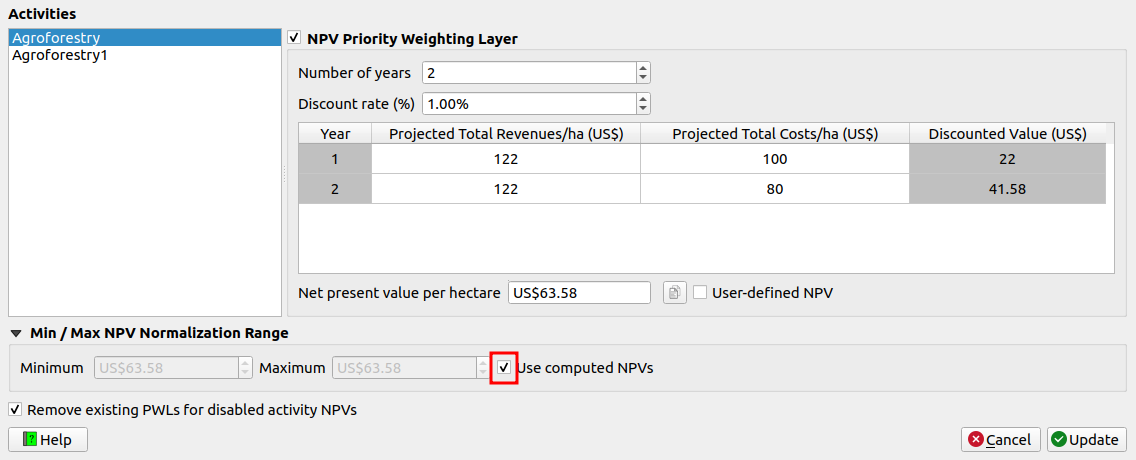 Activities
Agroforestry
Agroforestry1
NPV Priority Weighting Layer
Number of years 2
Discount rate (%) 1.00%
Year Projected Total Revenues/ha (US$) Projected Total Costs/ha (US$) Discounted Value (US$)
1 122 100 22
2 122 80 41.58
Net present value per hectare US$63.58 User-defined NPV
Min / Max NPV Normalization Range
Minimum US$63.58 Maximum US$63.58 Use computed NPVs
Remove existing PWLs for disabled activity NPVs
Help Cancel Update